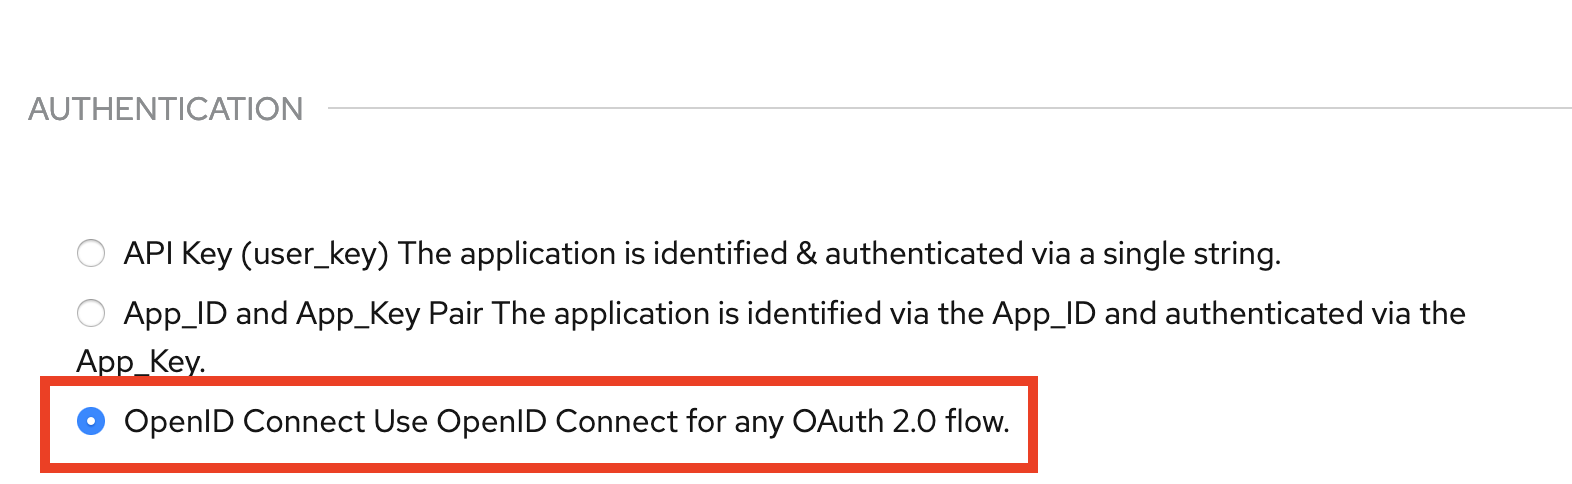 AUTHENTICATION
API Key (user_key) The application is identified & authenticated via a single string.
App_ID and App_Key Pair The application is identified via the App_ID and authenticated via the
App_Key.
OpenID Connect Use OpenID Connect for any OAuth 2.0 flow.